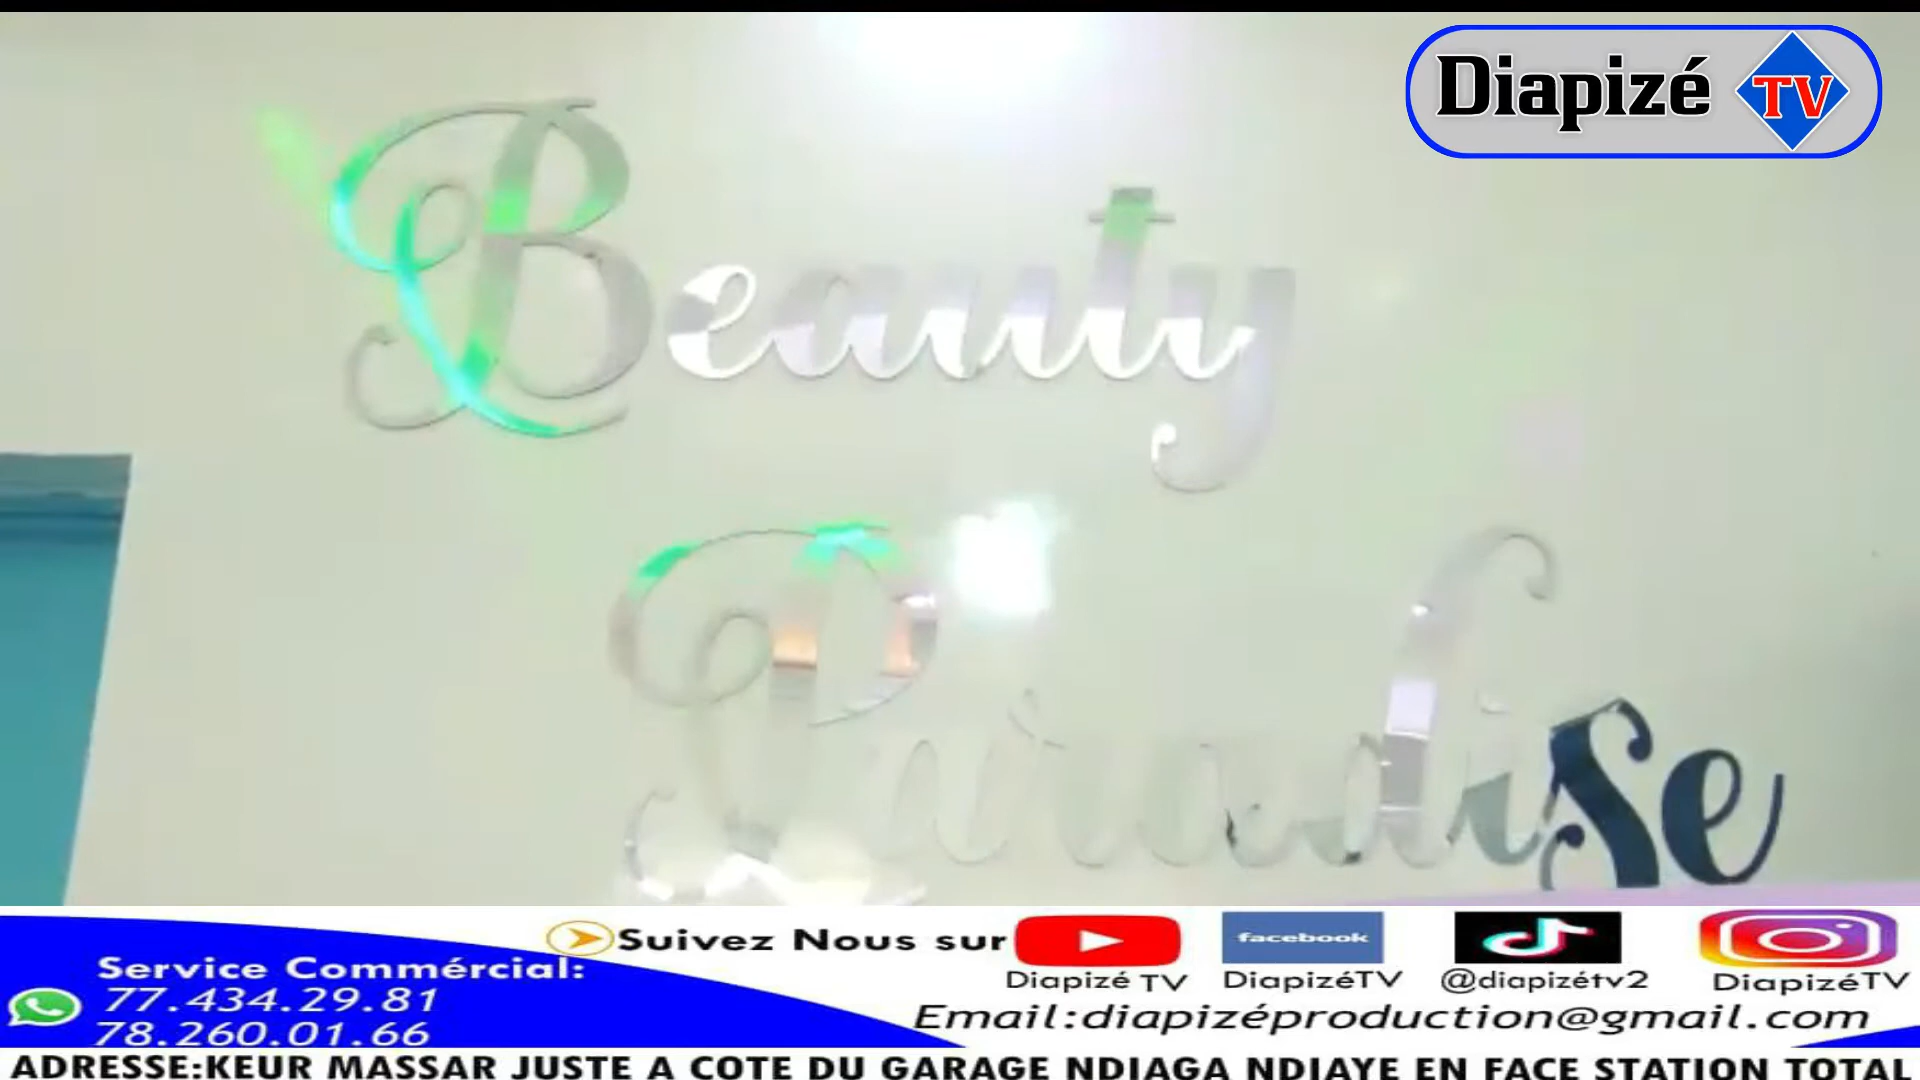 Diapizé TV
Beauty
Paradise
Suivez Nous sur
facebook
Diapizé TV
DiapizéTV
@diapizétv2
DiapizéTV
Service Commércial:
77.434.29.81
78.260.01.66
Email:diapizéproduction@gmail.com
ADRESSE:KEUR MASSAR JUSTE A COTE DU GARAGE NDIAGA NDIAYE EN FACE STATION TOTAL